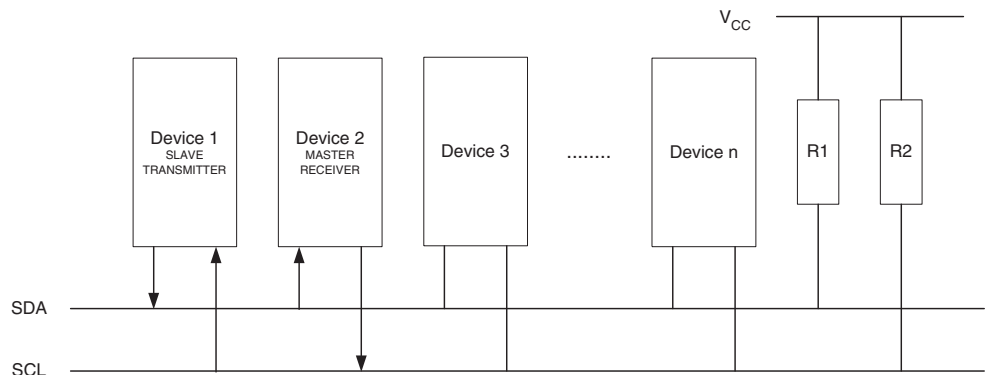 VCC
Device 1
SLAVE
TRANSMITTER
Device 2
MASTER
RECEIVER
Device 3
........
Device n
R1
R2
SDA
SCL